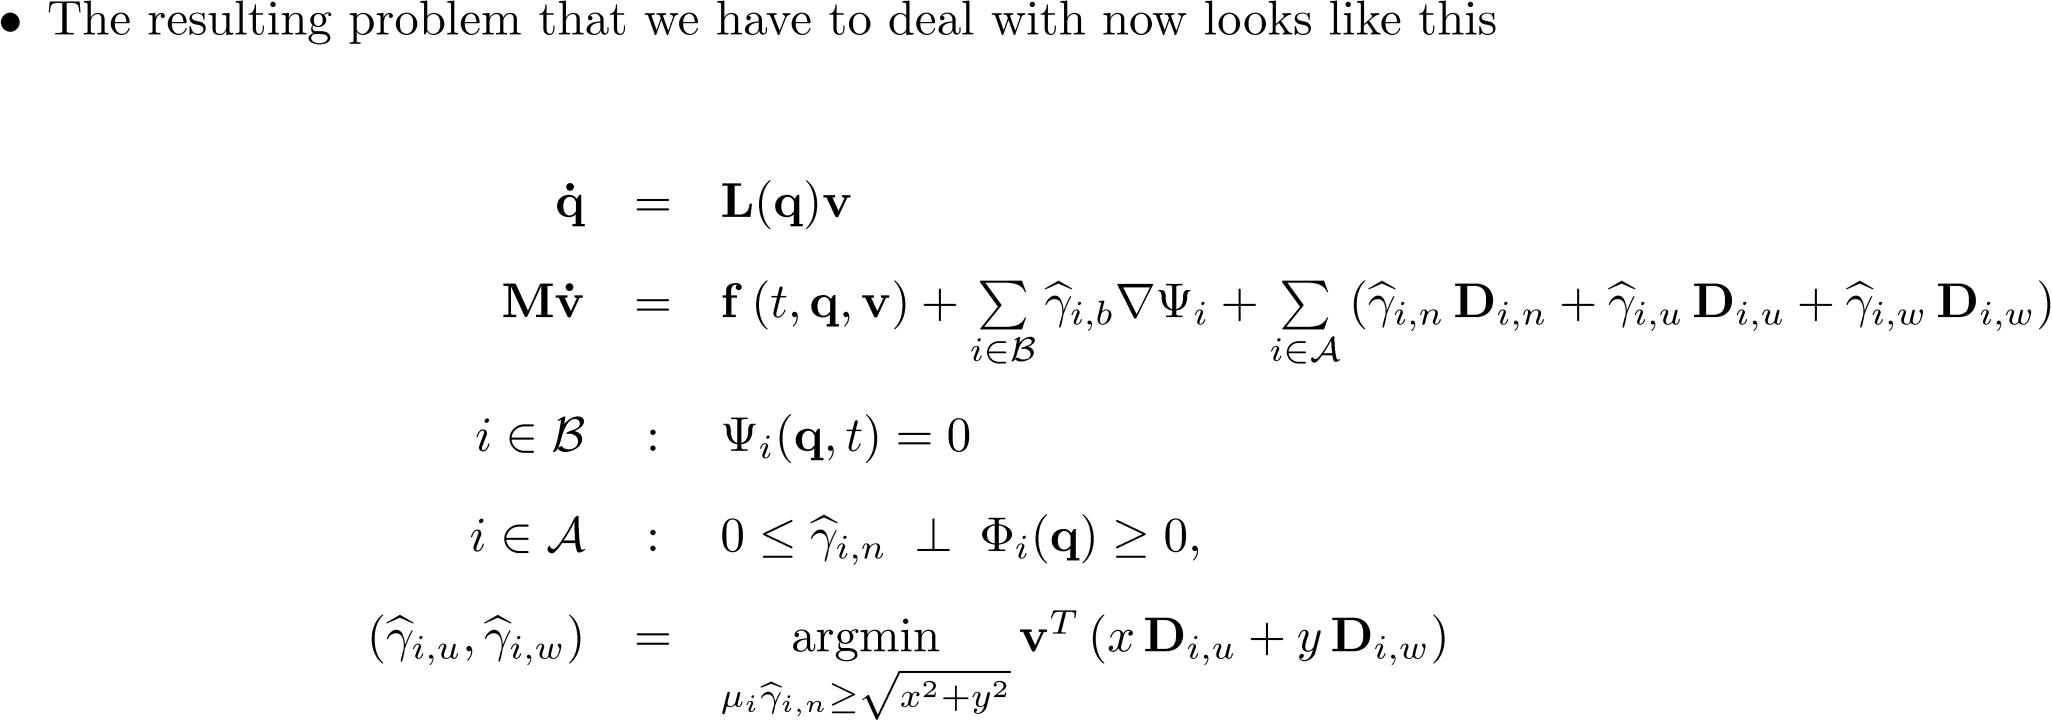 • The resulting problem that we have to deal with now looks like this
q̇ = L(q)v
Mv̇ = f (t, q, v) + ∑_{i∈ℬ} γ̂_{i,b}∇Ψ_i + ∑_{i∈𝒜} (γ̂_{i,n} D_{i,n} + γ̂_{i,u} D_{i,u} + γ̂_{i,w} D_{i,w})
i ∈ ℬ : Ψ_i(q, t) = 0
i ∈ 𝒜 : 0 ≤ γ̂_{i,n} ⊥ Φ_i(q) ≥ 0,
(γ̂_{i,u}, γ̂_{i,w}) = argmin_{μ_i γ̂_{i,n} ≥ √(x²+y²)} v^T (x D_{i,u} + y D_{i,w})